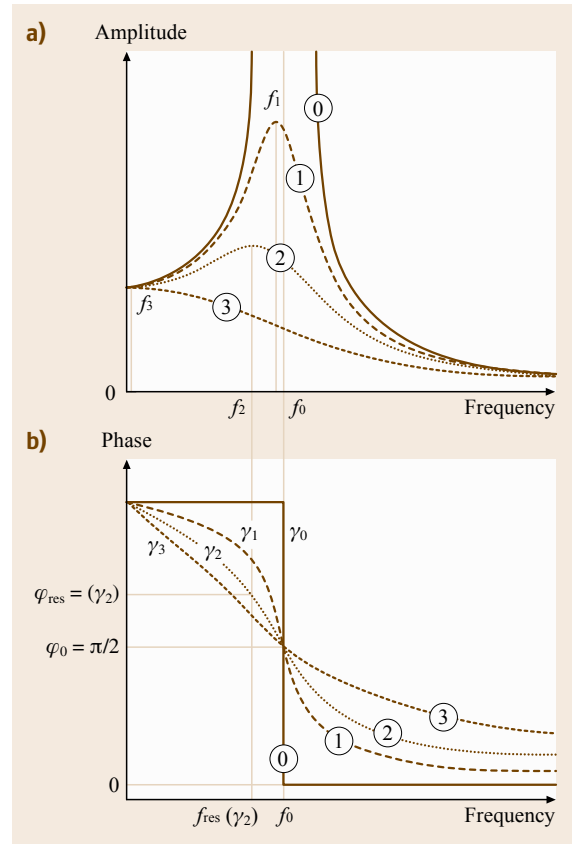 a)
Amplitude
0
f₁
1
2
f₃
3
0
f₂
f₀
Frequency
b)
Phase
γ₁
γ₀
γ₂
γ₃
φres = (γ₂)
φ₀ = π/2
3
2
1
0
0
fres (γ₂)
f₀
Frequency